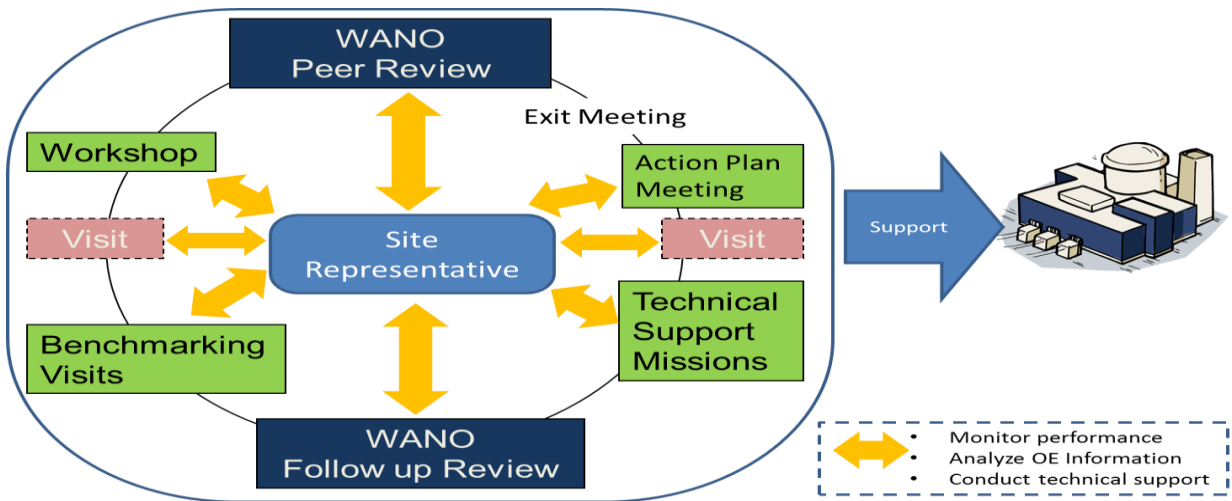 WANO
Peer Review
Exit Meeting
Workshop
Action Plan
Meeting
Visit
Site
Representative
Visit
Support
Benchmarking
Visits
Technical
Support
Missions
WANO
Follow up Review
• Monitor performance
• Analyze OE Information
• Conduct technical support